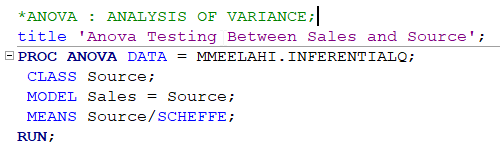 *ANOVA : ANALYSIS OF VARIANCE;
title 'Anova Testing Between Sales and Source';
PROC ANOVA DATA = MMEELAHI.INFERENTIALQ;
CLASS Source;
MODEL Sales = Source;
MEANS Source/SCHEFFE;
RUN;